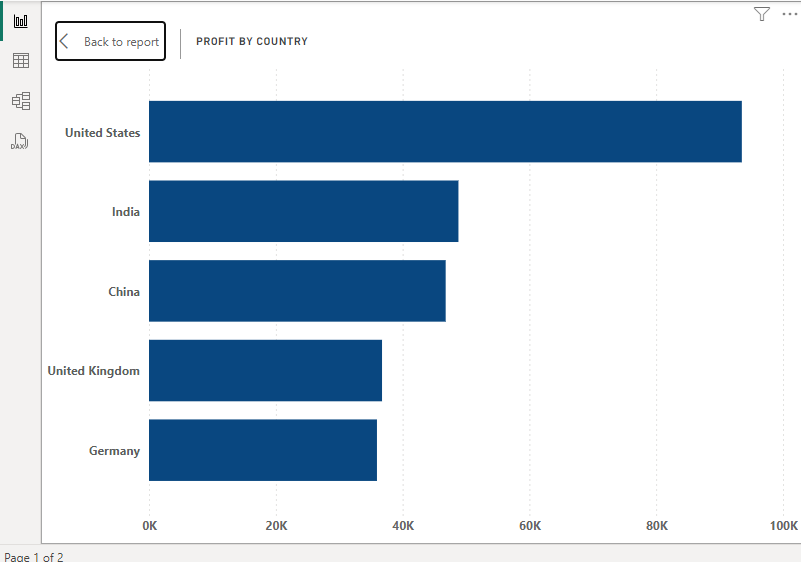 Back to report
PROFIT BY COUNTRY
United States
India
China
United Kingdom
Germany
0K 20K 40K 60K 80K 100K
DAX
Page 1 of 2